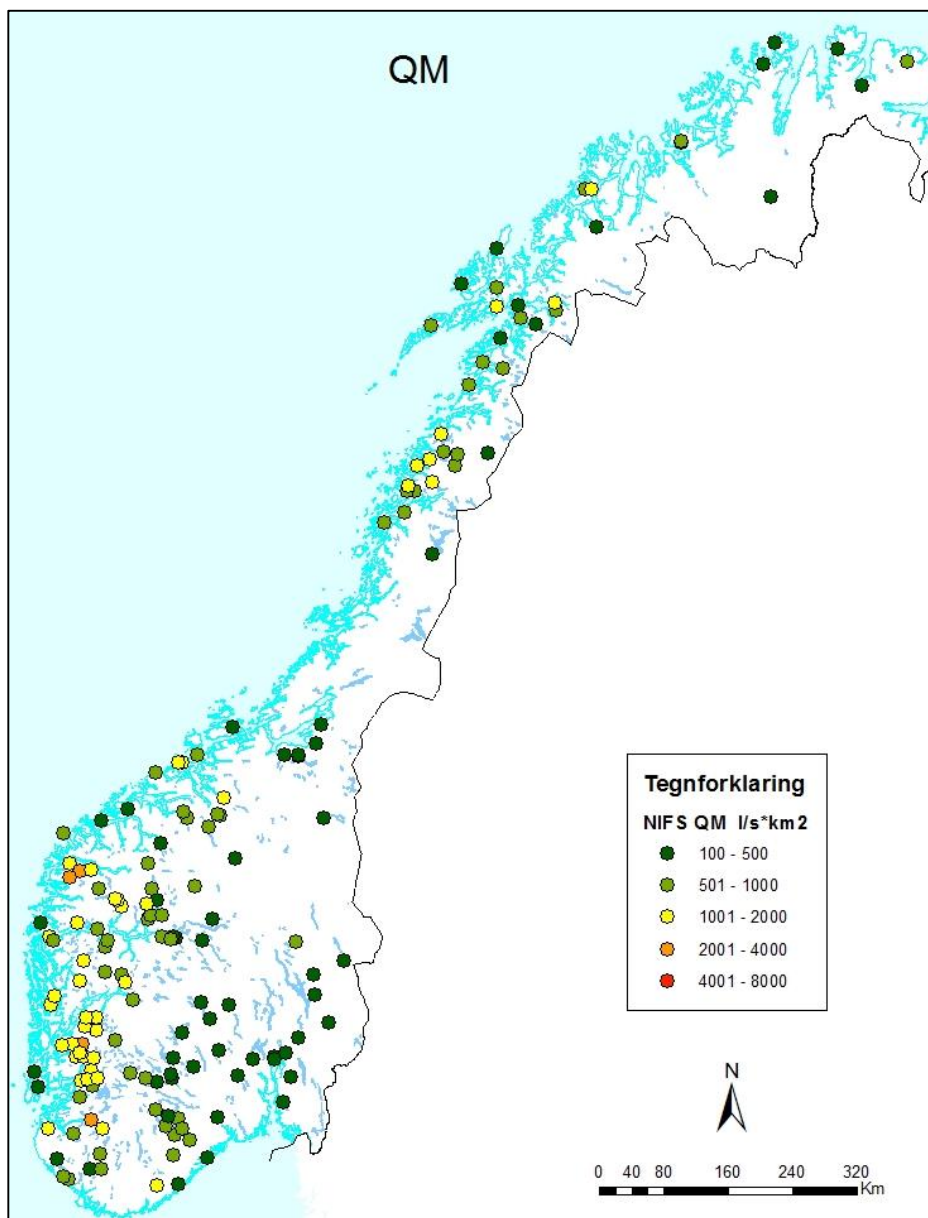 QM
Tegnforklaring
NIFS QM l/s*km2
100 - 500
501 - 1000
1001 - 2000
2001 - 4000
4001 - 8000
N
0 40 80 160 240 320
Km